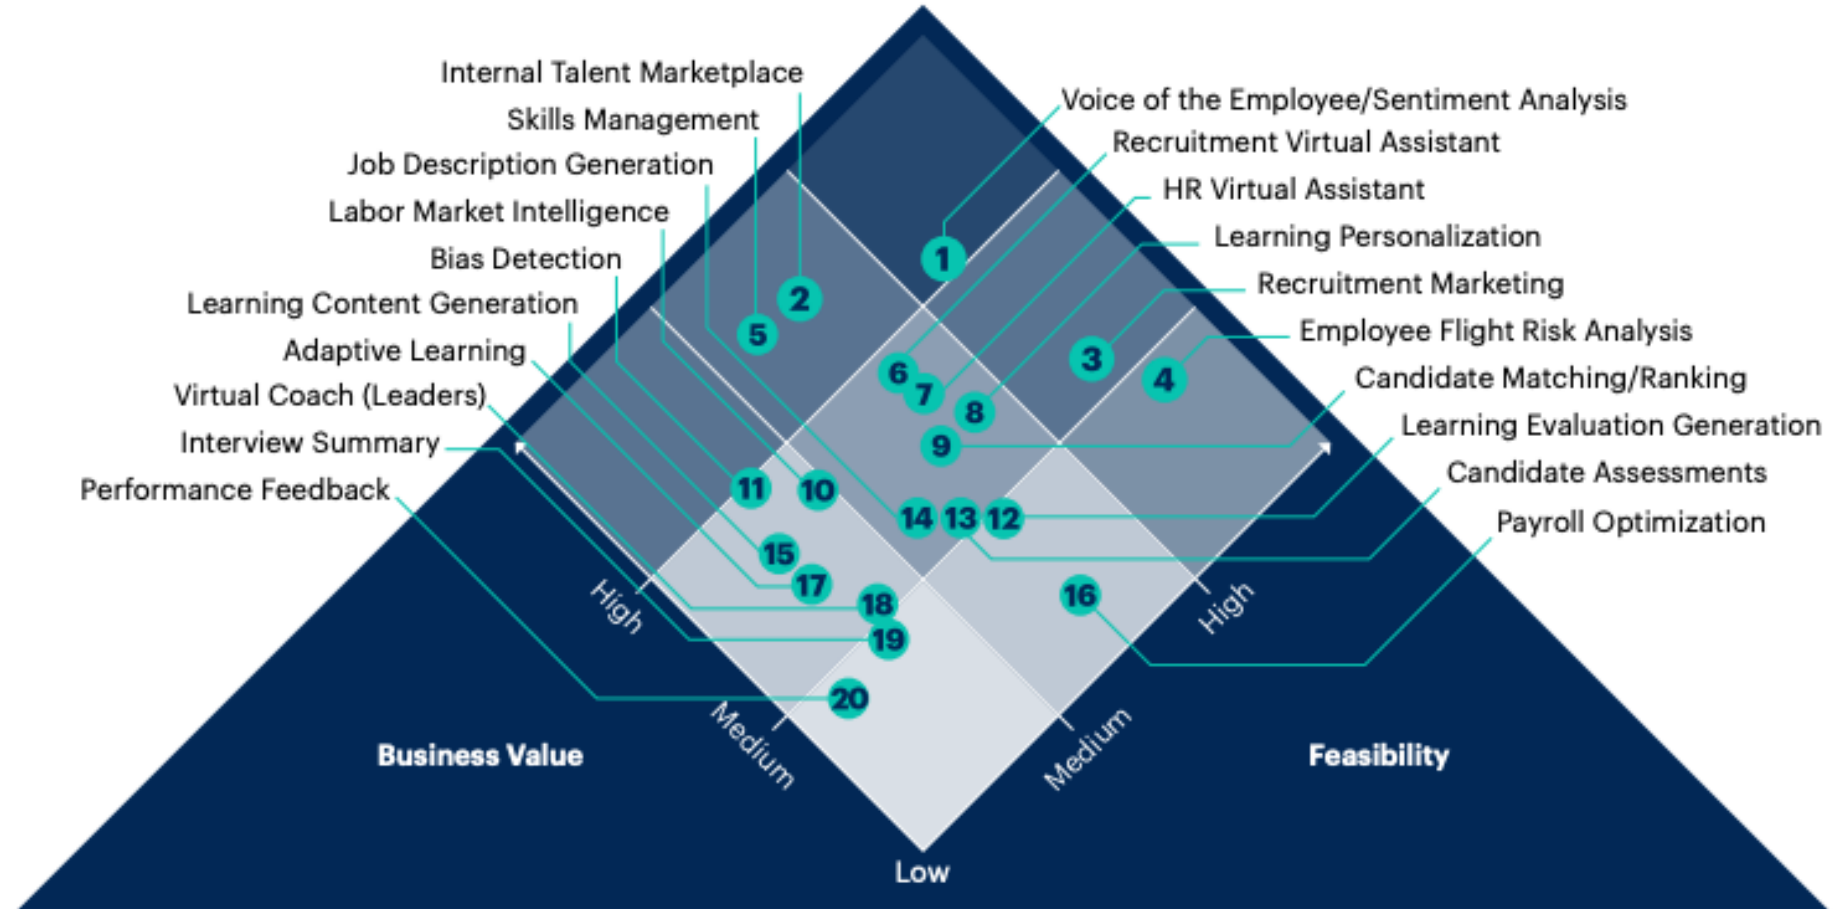 Internal Talent Marketplace
Skills Management
Job Description Generation
Labor Market Intelligence
Bias Detection
Learning Content Generation
Adaptive Learning
Virtual Coach (Leaders)
Interview Summary
Performance Feedback
Voice of the Employee/Sentiment Analysis
Recruitment Virtual Assistant
HR Virtual Assistant
Learning Personalization
Recruitment Marketing
Employee Flight Risk Analysis
Candidate Matching/Ranking
Learning Evaluation Generation
Candidate Assessments
Payroll Optimization
1
2
5
3
4
6
7
8
9
11
10
14
13
12
15
17
16
18
19
20
High
High
Medium
Medium
Business Value
Feasibility
Low